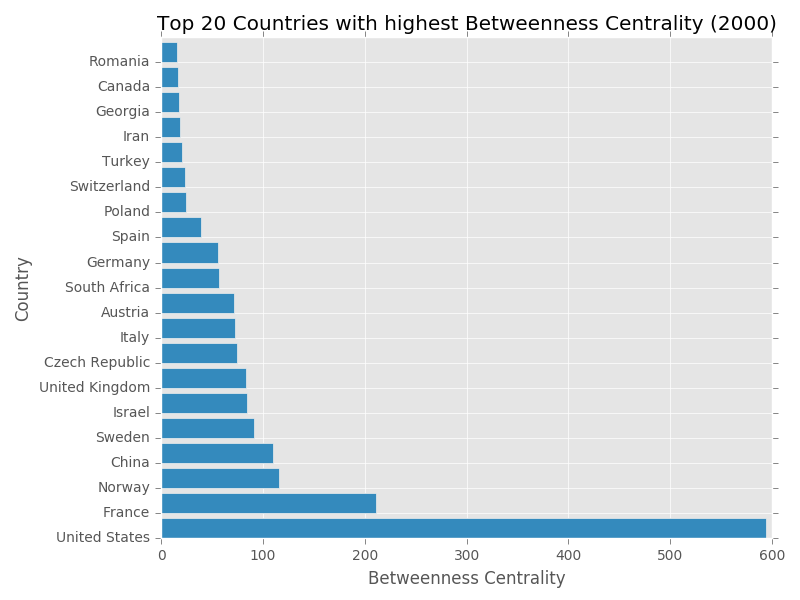 Top 20 Countries with highest Betweenness Centrality (2000)
Romania
Canada
Georgia
Iran
Turkey
Switzerland
Poland
Spain
Germany
South Africa
Austria
Italy
Czech Republic
United Kingdom
Israel
Sweden
China
Norway
France
United States
Country
0 100 200 300 400 500 600
Betweenness Centrality